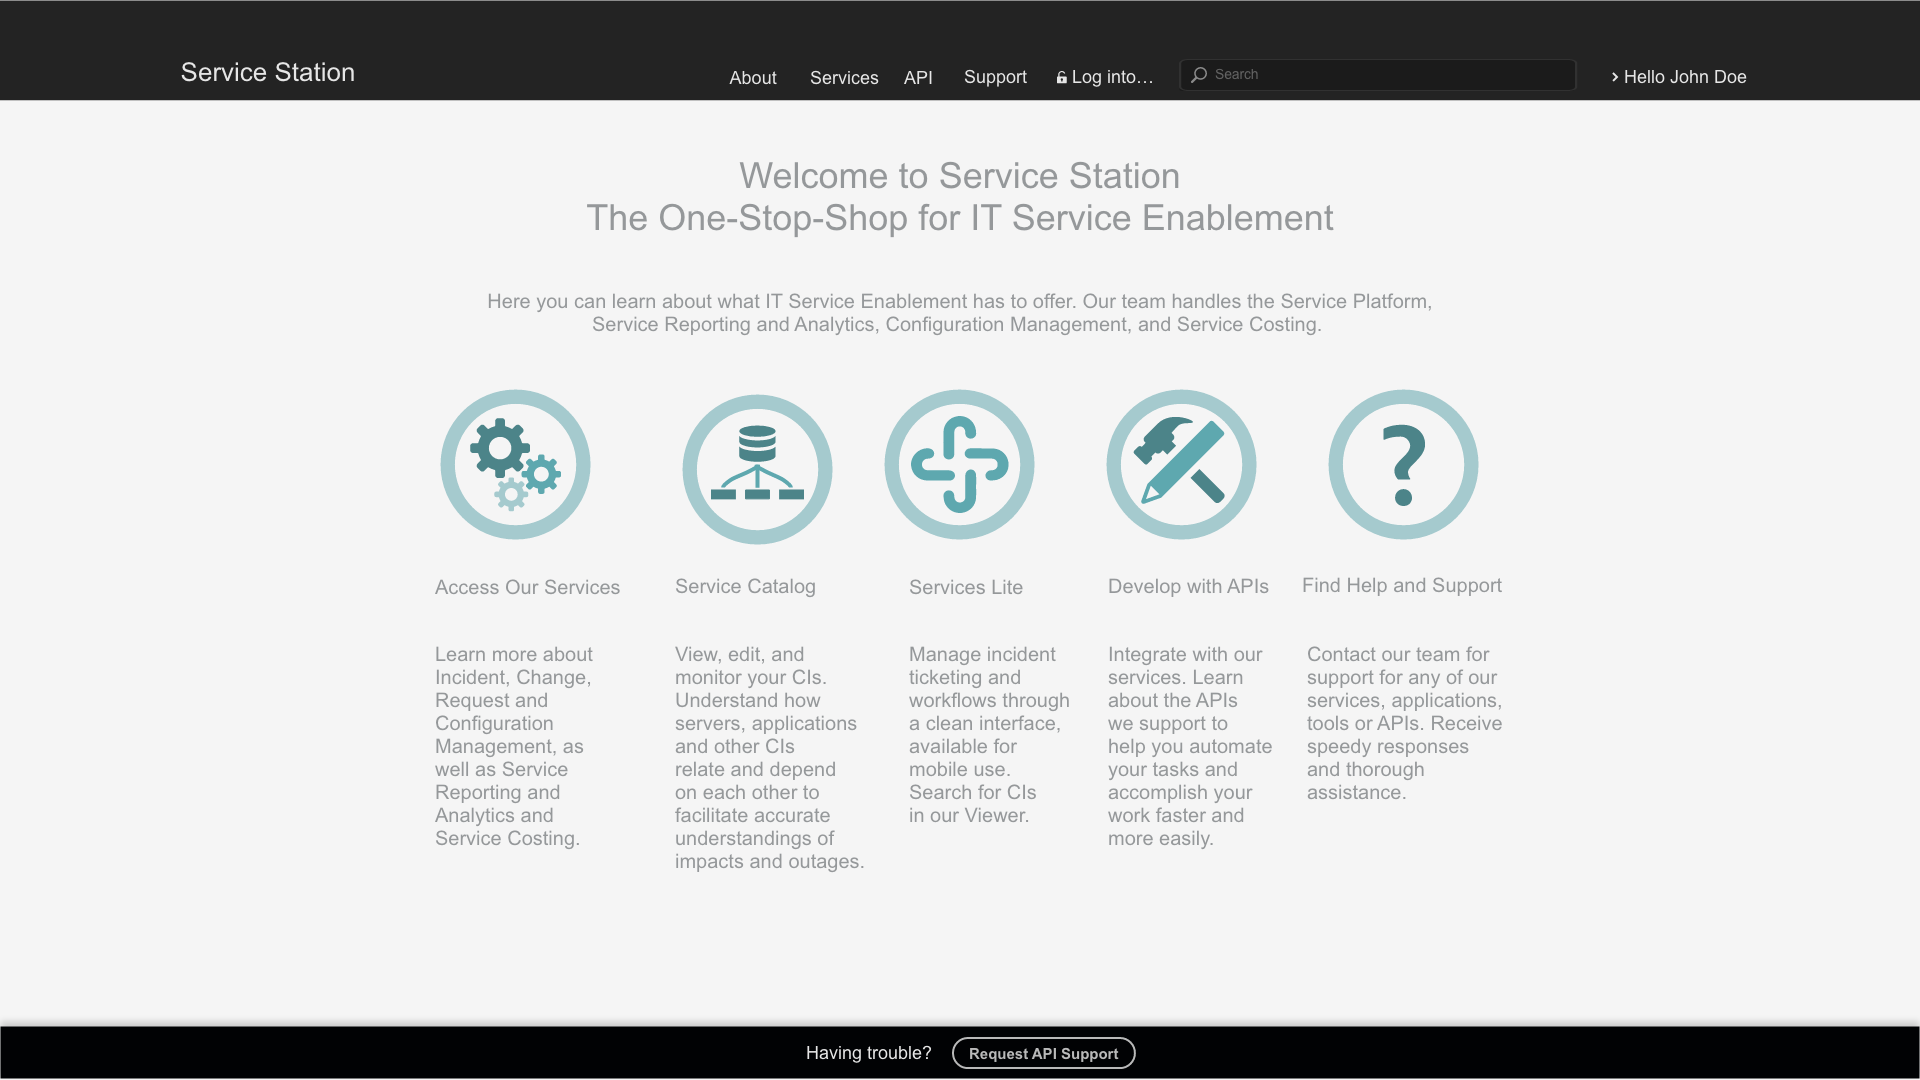 Service Station
About Services API Support Log into… Search Hello John Doe
Welcome to Service Station
The One-Stop-Shop for IT Service Enablement
Here you can learn about what IT Service Enablement has to offer. Our team handles the Service Platform,
Service Reporting and Analytics, Configuration Management, and Service Costing.
Access Our Services
Learn more about
Incident, Change,
Request and
Configuration
Management, as
well as Service
Reporting and
Analytics and
Service Costing.
Service Catalog
View, edit, and
monitor your CIs.
Understand how
servers, applications
and other CIs
relate and depend
on each other to
facilitate accurate
understandings of
impacts and outages.
Services Lite
Manage incident
ticketing and
workflows through
a clean interface,
available for
mobile use.
Search for CIs
in our Viewer.
Develop with APIs
Integrate with our
services. Learn
about the APIs
we support to
help you automate
your tasks and
accomplish your
work faster and
more easily.
Find Help and Support
Contact our team for
support for any of our
services, applications,
tools or APIs. Receive
speedy responses
and thorough
assistance.
Having trouble? Request API Support